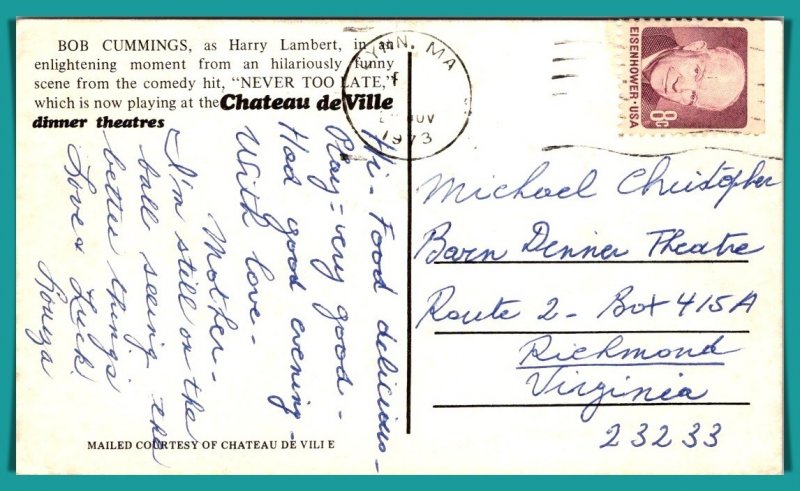 BOB CUMMINGS, as Harry Lambert, in an
enlightening moment from an hilariously funny
scene from the comedy hit, "NEVER TOO LATE,"
which is now playing at the Chateau de Ville
dinner theatres
LYNN, MA
NOV
1973
EISENHOWER·USA
8c
Hi - Food delicious -
Play - very good -
Had good evening -
With love -
Mother -
I'm still on the
ball seeing the
better things
Love & Luck!
Louza
Michael Christopher
Barn Dinner Theatre
Route 2 - Box 415A
Richmond
Virginia
23233
MAILED COURTESY OF CHATEAU DE VILLE